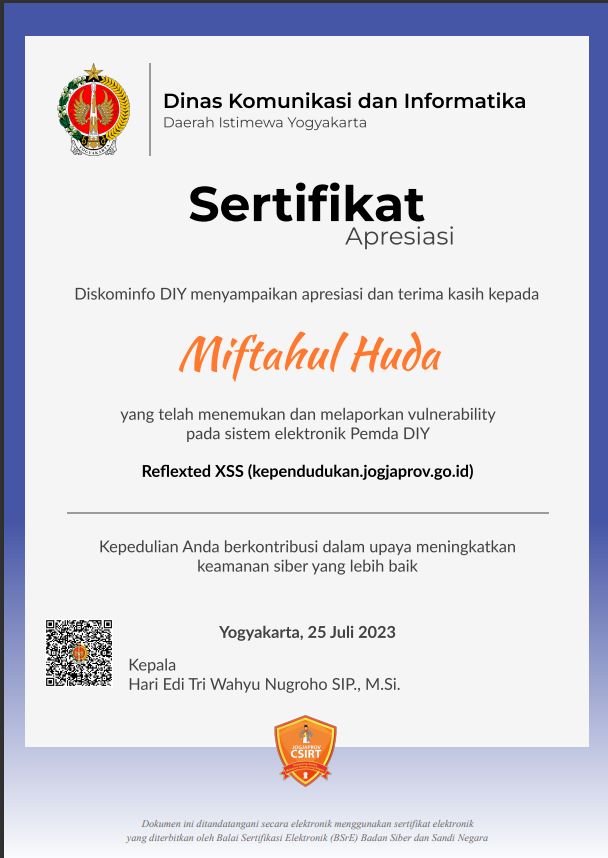 Dinas Komunikasi dan Informatika
Daerah Istimewa Yogyakarta
Sertifikat
Apresiasi
Diskominfo DIY menyampaikan apresiasi dan terima kasih kepada
Miftahul Huda
yang telah menemukan dan melaporkan vulnerability
pada sistem elektronik Pemda DIY
Reflexted XSS (kependudukan.jogjaprov.go.id)
Kepedulian Anda berkontribusi dalam upaya meningkatkan
keamanan siber yang lebih baik
Yogyakarta, 25 Juli 2023
Kepala
Hari Edi Tri Wahyu Nugroho SIP., M.Si.
JOGJAPROV
CSIRT
Dokumen ini ditandatangani secara elektronik menggunakan sertifikat elektronik
yang diterbitkan oleh Balai Sertifikasi Elektronik (BSrE) Badan Siber dan Sandi Negara